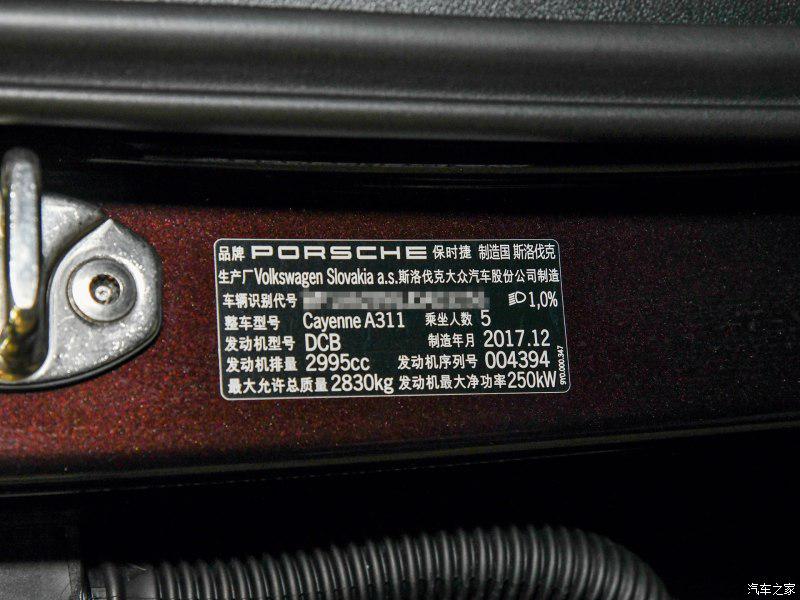 品牌 PORSCHE 保时捷 制造国 斯洛伐克
生产厂 Volkswagen Slovakia a.s.斯洛伐克大众汽车股份公司制造
车辆识别代号 1,0%
整车型号 Cayenne A311 乘坐人数 5
发动机型号 DCB 制造年月 2017.12
发动机排量 2995cc 发动机序列号 004394
最大允许总质量 2830kg 发动机最大净功率 250kW
9Y0.000.347
汽车之家